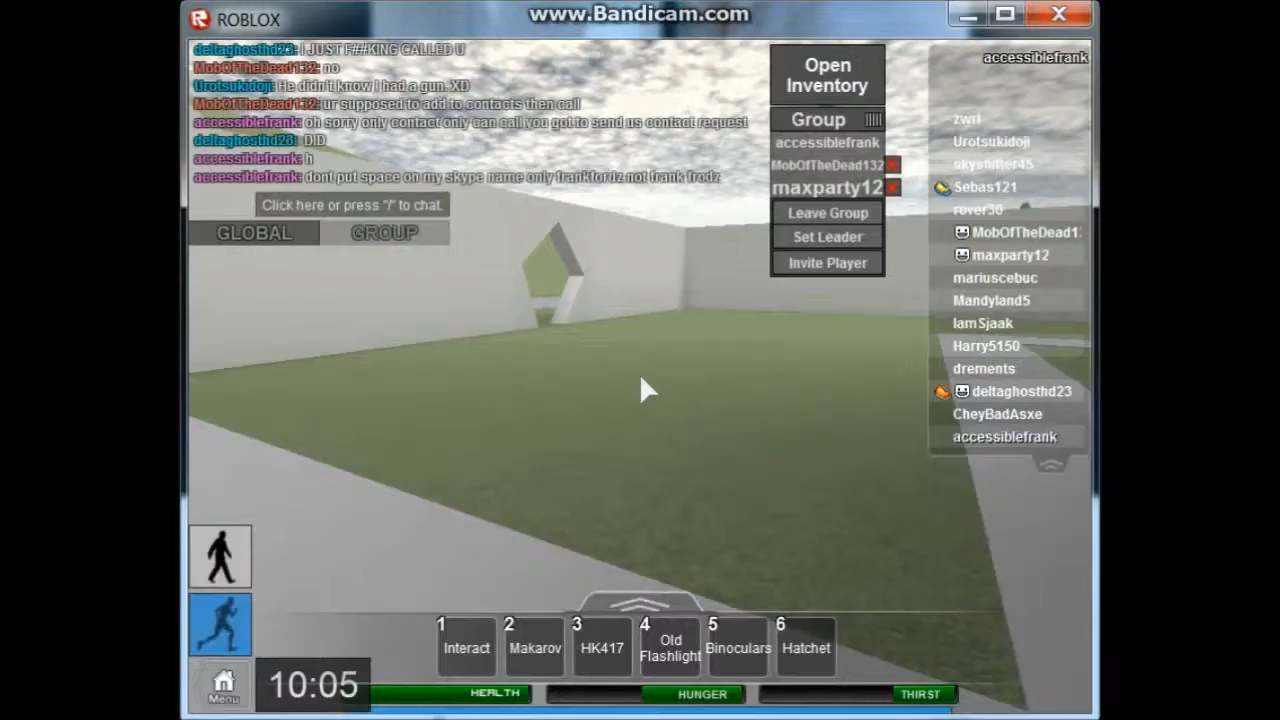 www.Bandicam.com
ROBLOX
deltaghosthd23: I JUST F##KING CALLED U
MobOfTheDead132: no
Urotsukidoji: He didn't know I had a gun. XD
MobOfTheDead132: ur supposed to add to contacts then call
accessiblefrank: oh sorry only contact only can call you got to send us contact request
deltaghosthd23: DID
accessiblefrank: h
accessiblefrank: dont put space on my skype name only frankfordz not frank frodz
Click here or press "/" to chat.
GLOBAL
GROUP
Open
Inventory
Group
accessiblefrank
MobOfTheDead132
maxparty12
Leave Group
Set Leader
Invite Player
accessiblefrank
zwri
Urotsukidoji
skyshifter45
Sebas121
rover30
MobOfTheDead1
maxparty12
mariuscebuc
Mandyland5
IamSjaak
Harry5150
drements
deltaghosthd23
CheyBadAsxe
accessiblefrank
1 Interact
2 Makarov
3 HK417
4 Old Flashlight
5 Binoculars
6 Hatchet
Menu
10:05
HEALTH
HUNGER
THIRST